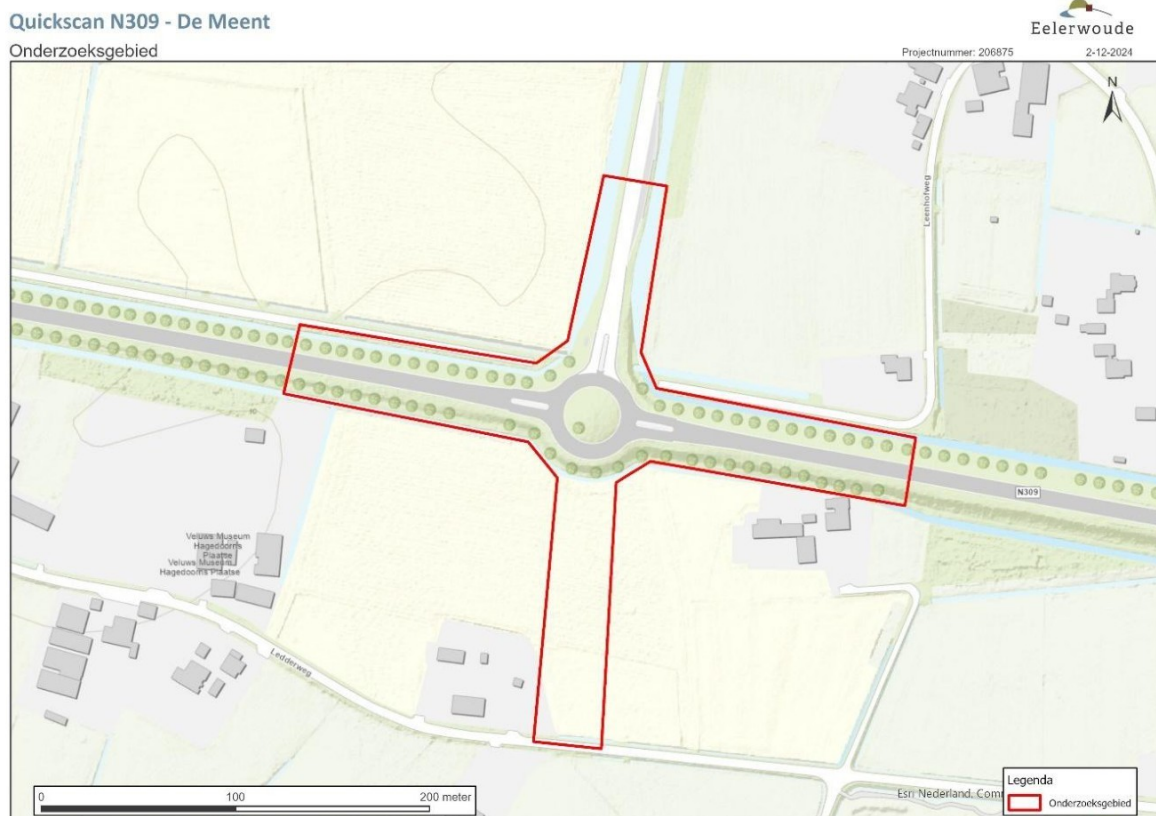 Quickscan N309 - De Meent
Onderzoeksgebied
Eelerwoude
Projectnummer: 206875
2-12-2024
N
Leenhofweg
N309
Veluws Museum
Hagedoorns
Plaatse
Veluws Museum
Hagedoorns Plaatse
Ledderweg
0 100 200 meter
Esri Nederland, Com
Legenda
Onderzoeksgebied